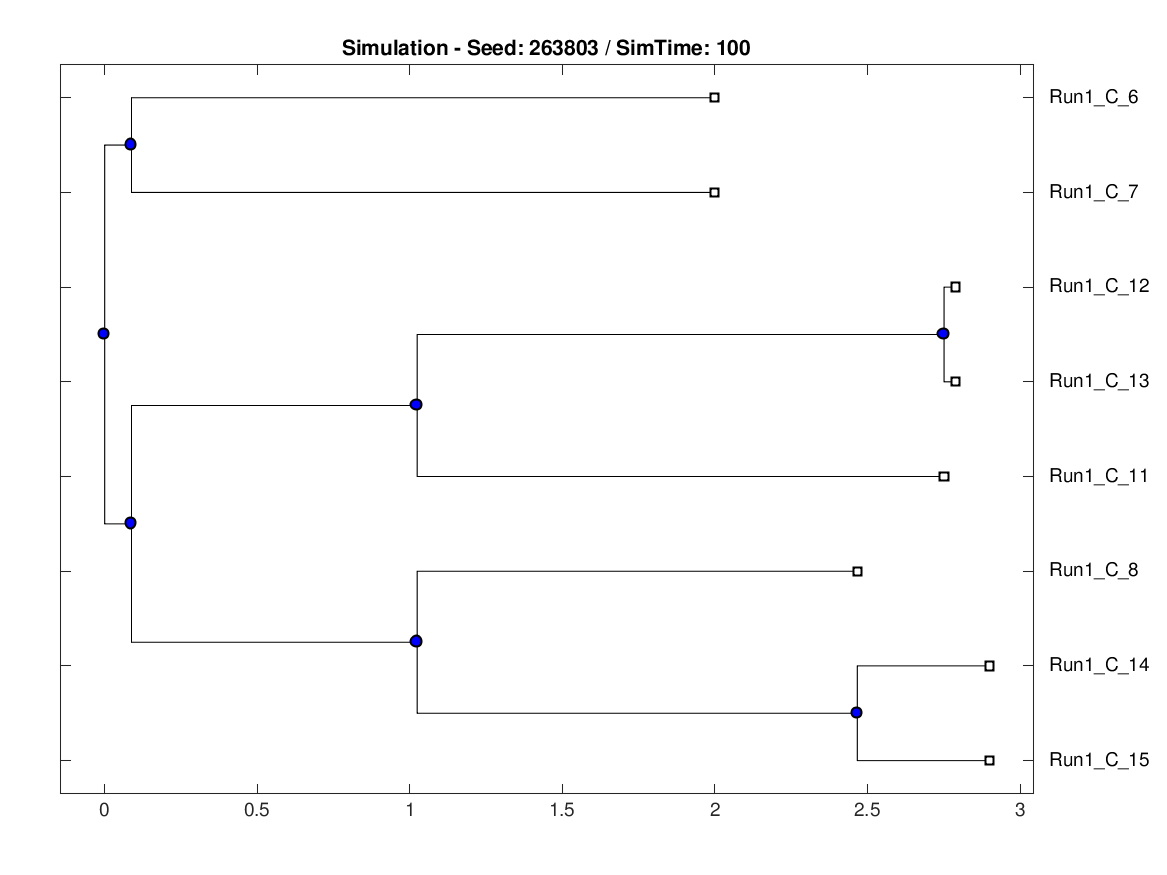 Simulation - Seed: 263803 / SimTime: 100
Run1_C_6
Run1_C_7
Run1_C_12
Run1_C_13
Run1_C_11
Run1_C_8
Run1_C_14
Run1_C_15
0 0.5 1 1.5 2 2.5 3